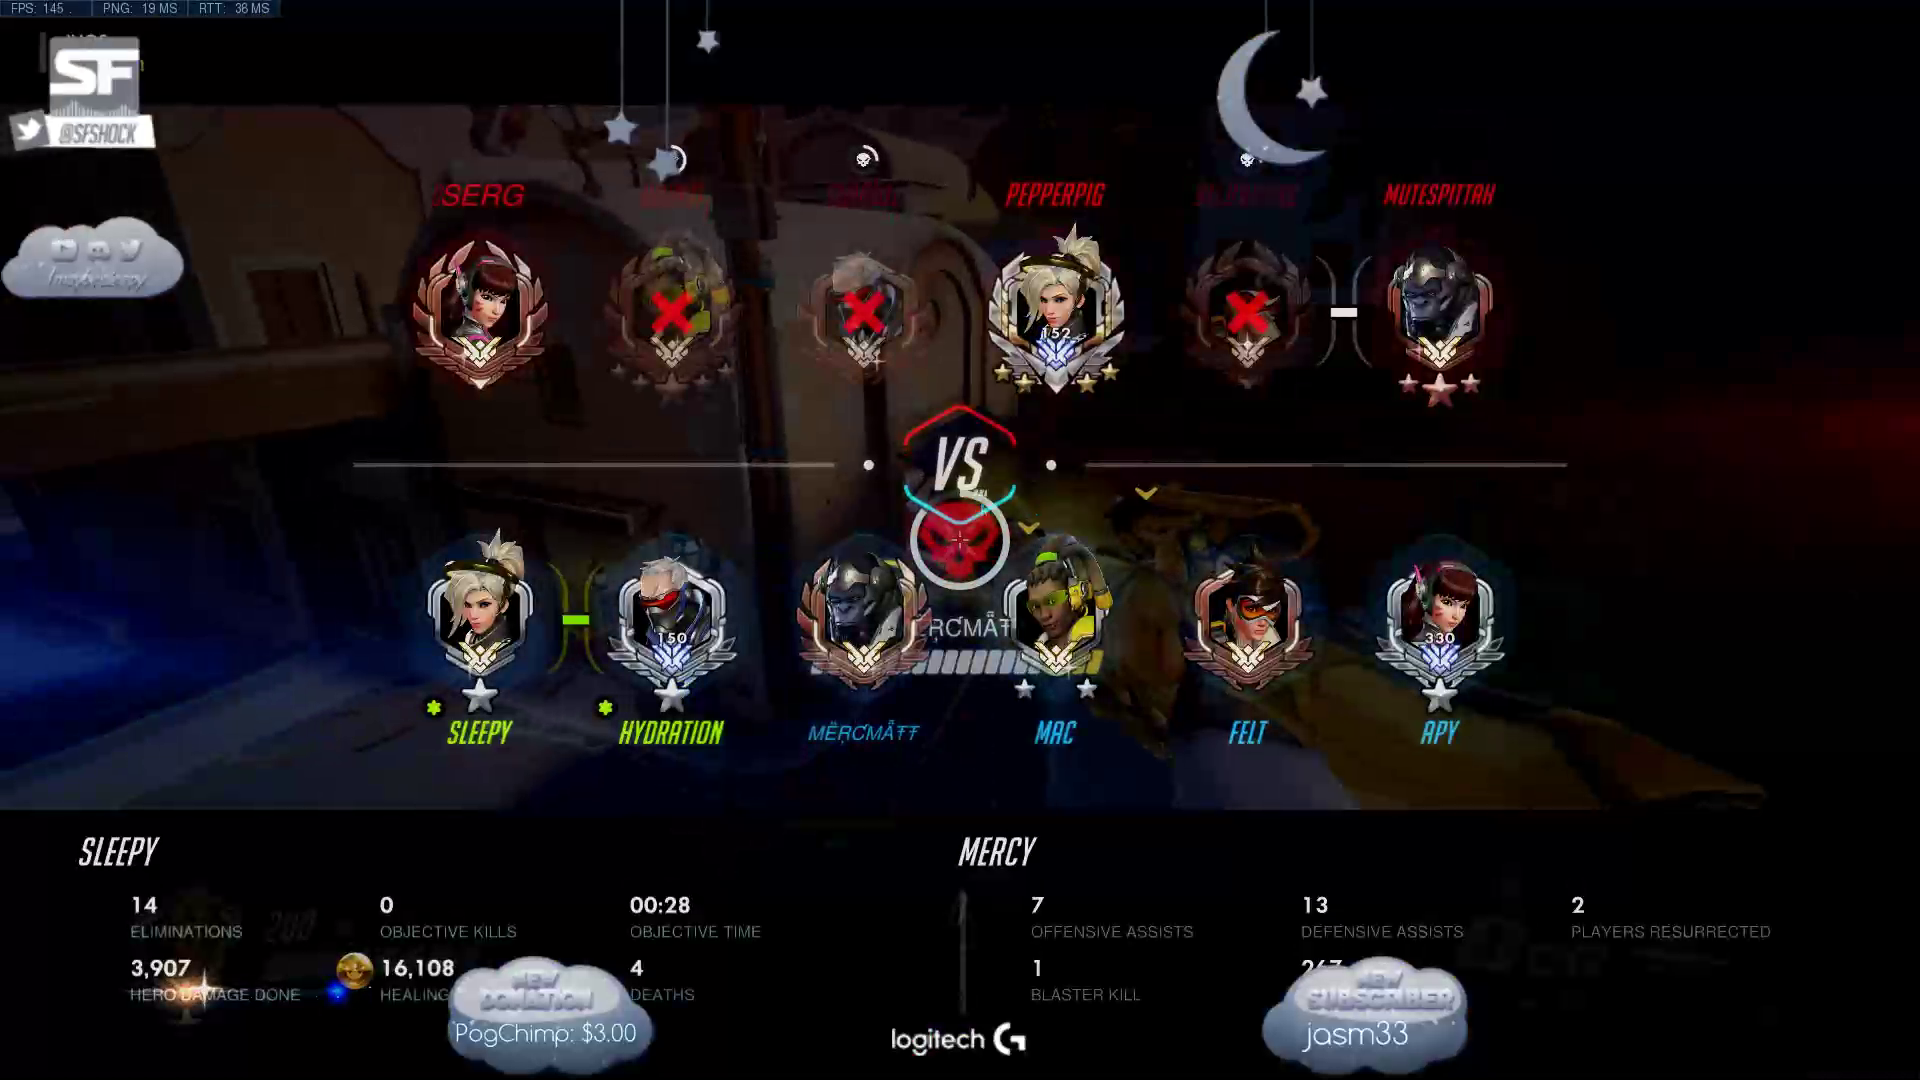 FPS: 145
PNG: 19 MS
RTT: 36 MS
SF
@SFSHOCK
SERG
PEPPERPIG
MUTESPITTAH
152
VS
150
330
SLEEPY
HYDRATION
MËRCMÅŦŦ
MAC
FELT
APY
SLEEPY
MERCY
14
0
00:28
7
13
2
ELIMINATIONS
OBJECTIVE KILLS
OBJECTIVE TIME
OFFENSIVE ASSISTS
DEFENSIVE ASSISTS
PLAYERS RESURRECTED
3,907
16,108
4
1
HERO DAMAGE DONE
HEALING
DEATHS
BLASTER KILL
NEW
DONATION
PogChimp: $3.00
logitech G
NEW
SUBSCRIBER
jasm33